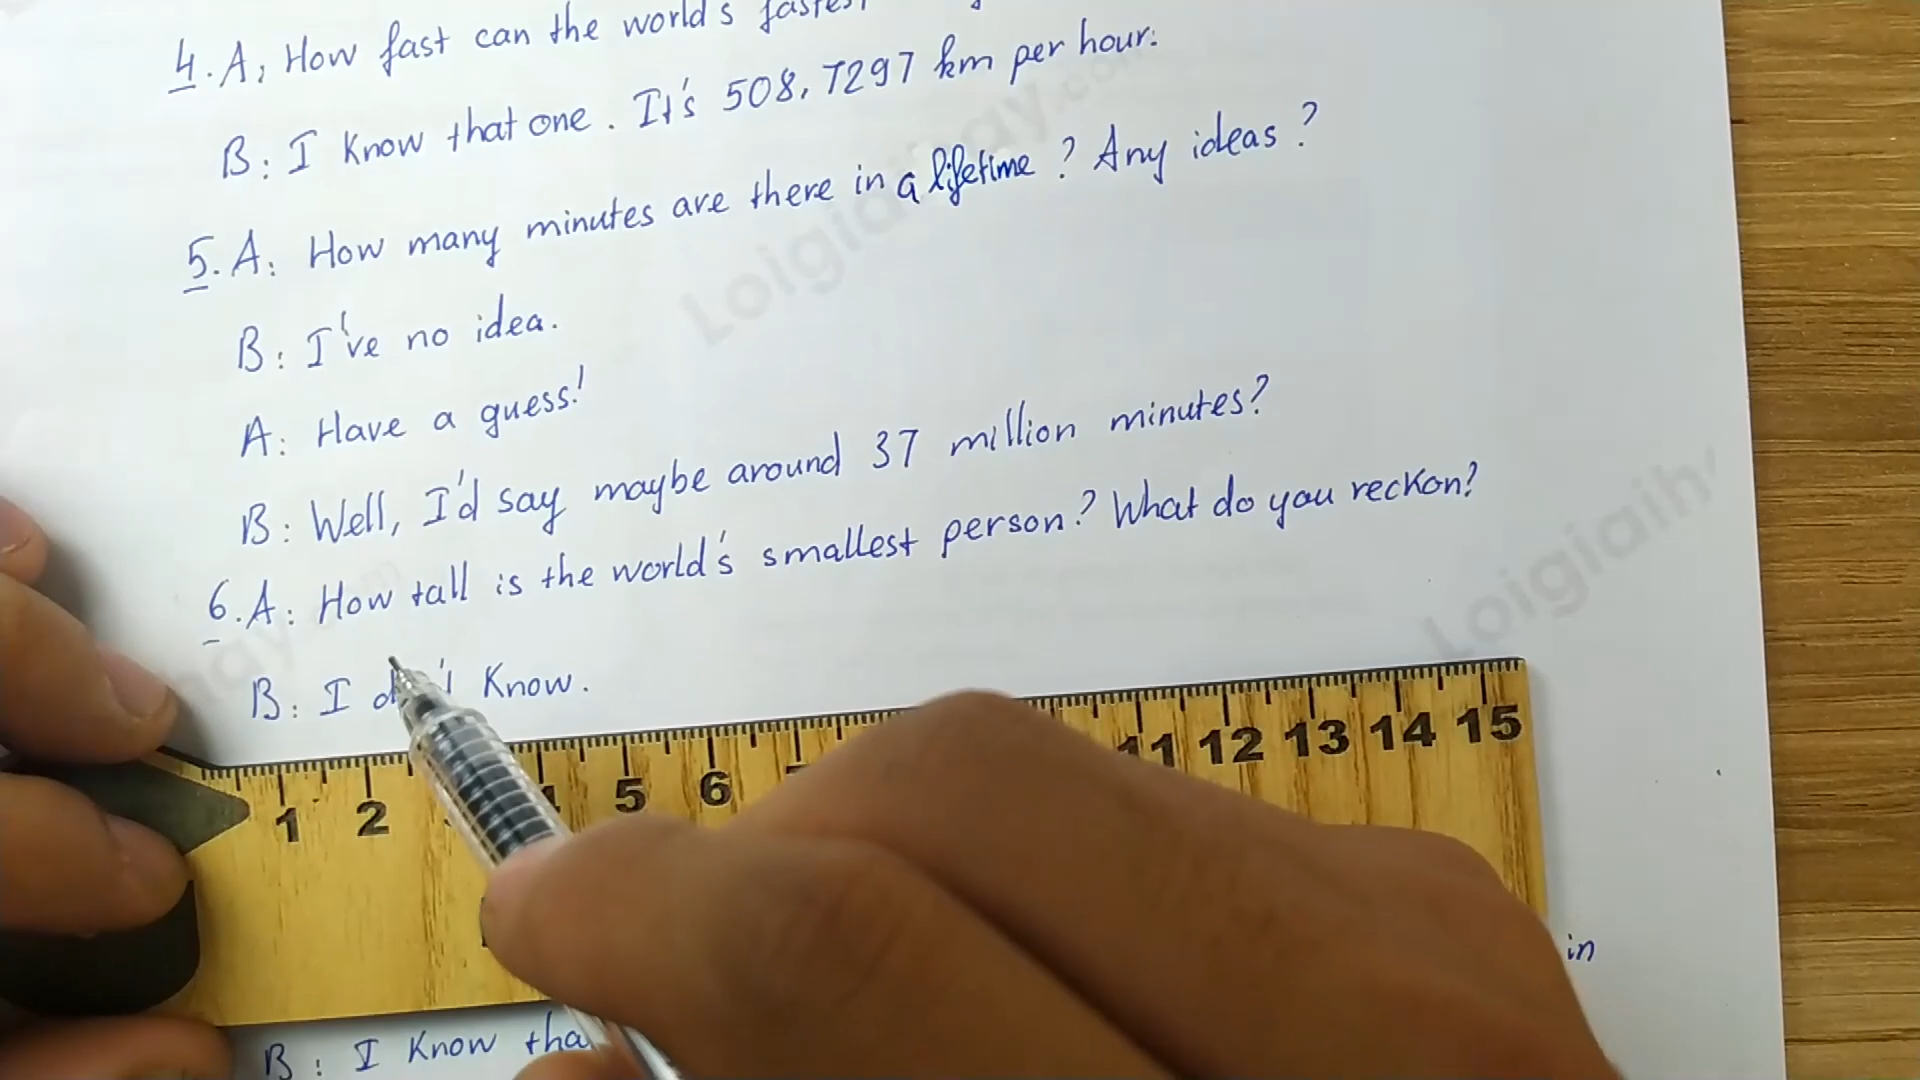 4. A: How fast can the world's fastest
B: I know that one. It's 508,7297 km per hour.
5. A: How many minutes are there in a lifetime? Any ideas?
B: I've no idea.
A: Have a guess!
B: Well, I'd say maybe around 37 million minutes?
6. A: How tall is the world's smallest person? What do you reckon?
B: I know.
1 2 5 6 11 12 13 14 15
in
B: I know